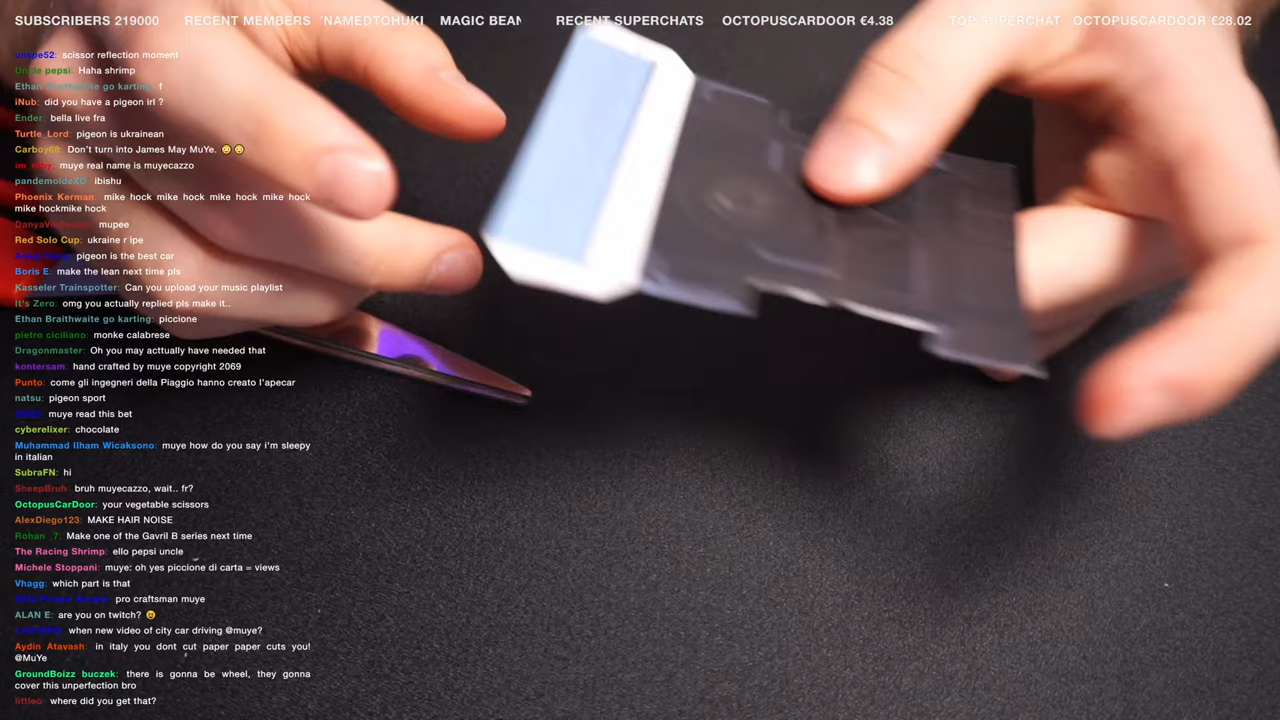 SUBSCRIBERS 219000 RECENT MEMBERS 'NAMEDTOHUKI MAGIC BEAN RECENT SUPERCHATS OCTOPUSCARDOOR €4.38 TOP SUPERCHAT OCTOPUSCARDOOR €28.02
unspe52: scissor reflection moment
Uncle pepsi: Haha shrimp
Ethan Braithwaite go karting: f
iNub: did you have a pigeon irl ?
Ender: bella live fra
Turtle_Lord: pigeon is ukrainean
Carboy68: Don't turn into James May MuYe. 😏 😏
muye real name is muyecazzo
pandemoldeXD: ibishu
Phoenix Kerman: mike hock mike hock mike hock mike hock
mike hockmike hock
mupee
Red Solo Cup: ukraine r ipe
pigeon is the best car
Boris E: make the lean next time pls
Kasseler Trainspotter: Can you upload your music playlist
It's Zero: omg you actually replied pls make it..
Ethan Braithwaite go karting: piccione
pietro ciciliano: monke calabrese
Dragonmaster: Oh you may acttually have needed that
kontersam: hand crafted by muye copyright 2069
Punto: come gli ingegneri della Piaggio hanno creato l'apecar
natsu: pigeon sport
muye read this bet
cyberelixer: chocolate
Muhammad Ilham Wicaksono: muye how do you say i'm sleepy
in italian
SubraFN: hi
SheepBruh: bruh muyecazzo, wait.. fr?
OctopusCarDoor: your vegetable scissors
AlexDiego123: MAKE HAIR NOISE
Rohan_7: Make one of the Gavril B series next time
The Racing Shrimp: ello pepsi uncle
Michele Stoppani: muye: oh yes piccione di carta = views
Vhagg: which part is that
pro craftsman muye
ALAN E: are you on twitch? 😀
when new video of city car driving @muye?
Aydin Atavash: in italy you dont cut paper paper cuts you!
@MuYe
GroundBoizz buczek: there is gonna be wheel, they gonna
cover this unperfection bro
littleo: where did you get that?